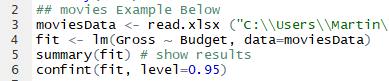 2 ## movies Example Below
3 moviesData <- read.xlsx ("C:\\Users\\Martin\
4 fit <- lm(Gross ~ Budget, data=moviesData)
5 summary(fit) # show results
6 confint(fit, level=0.95)